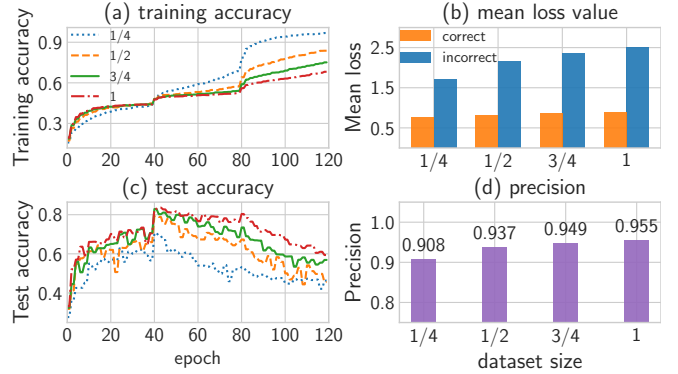 (a) training accuracy
Training accuracy
0.9
0.6
0.3
1/4
1/2
3/4
1
0 20 40 60 80 100 120
(b) mean loss value
Mean loss
2.5
1.5
0.5
correct
incorrect
1/4 1/2 3/4 1
(c) test accuracy
Test accuracy
0.8
0.6
0.4
0 20 40 60 80 100 120
epoch
(d) precision
Precision
1.0
0.9
0.8
0.908 0.937 0.949 0.955
1/4 1/2 3/4 1
dataset size